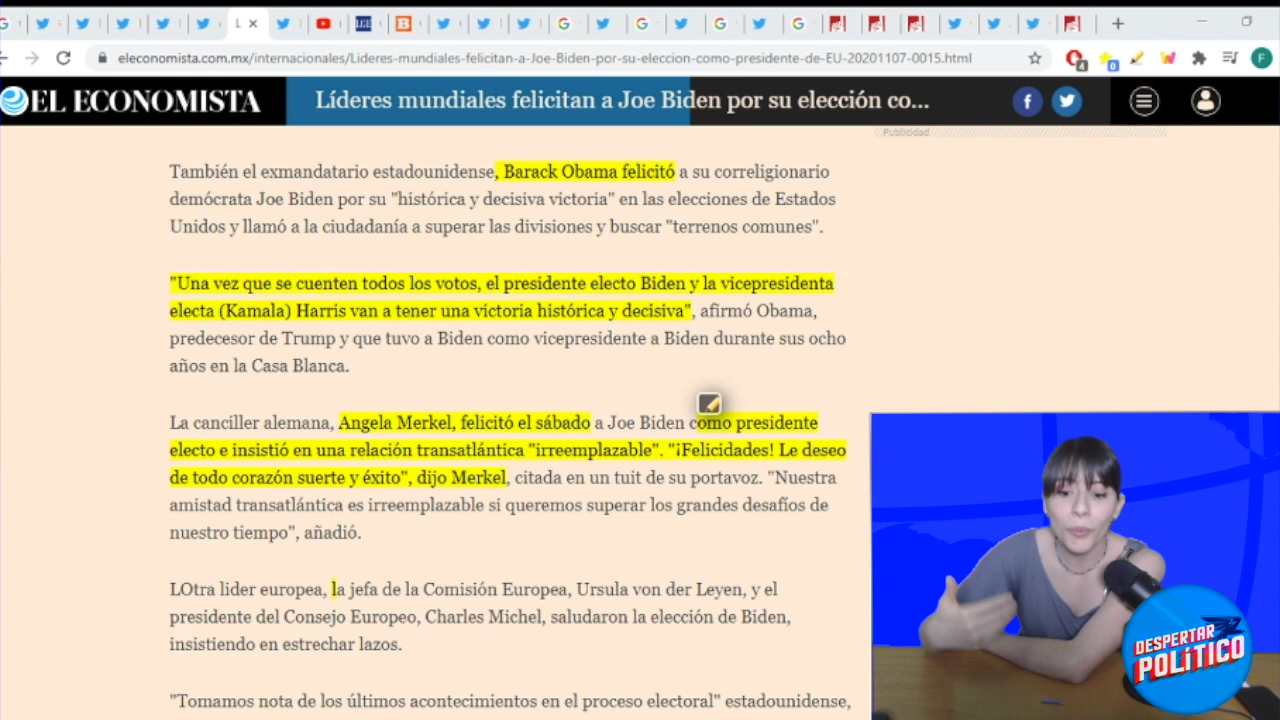 eleconomista.com.mx/internacionales/Lideres-mundiales-felicitan-a-Joe-Biden-por-su-eleccion-como-presidente-de-EU-20201107-0015.html
EL ECONOMISTA
Líderes mundiales felicitan a Joe Biden por su elección co...
Publicidad
También el exmandatario estadounidense, Barack Obama felicitó a su correligionario
demócrata Joe Biden por su "histórica y decisiva victoria" en las elecciones de Estados
Unidos y llamó a la ciudadanía a superar las divisiones y buscar "terrenos comunes".
"Una vez que se cuenten todos los votos, el presidente electo Biden y la vicepresidenta
electa (Kamala) Harris van a tener una victoria histórica y decisiva", afirmó Obama,
predecesor de Trump y que tuvo a Biden como vicepresidente a Biden durante sus ocho
años en la Casa Blanca.
La canciller alemana, Angela Merkel, felicitó el sábado a Joe Biden como presidente
electo e insistió en una relación transatlántica "irreemplazable". "¡Felicidades! Le deseo
de todo corazón suerte y éxito", dijo Merkel, citada en un tuit de su portavoz. "Nuestra
amistad transatlántica es irreemplazable si queremos superar los grandes desafíos de
nuestro tiempo", añadió.
LOtra lider europea, la jefa de la Comisión Europea, Ursula von der Leyen, y el
presidente del Consejo Europeo, Charles Michel, saludaron la elección de Biden,
insistiendo en estrechar lazos.
"Tomamos nota de los últimos acontecimientos en el proceso electoral" estadounidense,
DESPERTAR
POLÍTICO